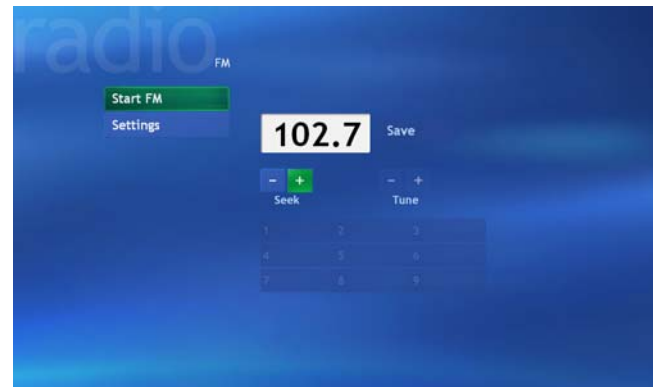 radio
FM
Start FM
Settings
102.7 Save
- + - +
Seek Tune
1 2 3
4 5 6
7 8 9